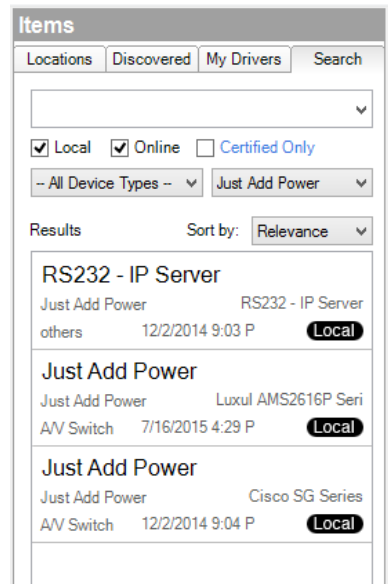 Items
Locations Discovered My Drivers Search
Local Online Certified Only
-- All Device Types -- Just Add Power
Results Sort by: Relevance
RS232 - IP Server
Just Add Power RS232 - IP Server
others 12/2/2014 9:03 P Local
Just Add Power
Just Add Power Luxul AMS2616P Seri
A/V Switch 7/16/2015 4:29 P Local
Just Add Power
Just Add Power Cisco SG Series
A/V Switch 12/2/2014 9:04 P Local